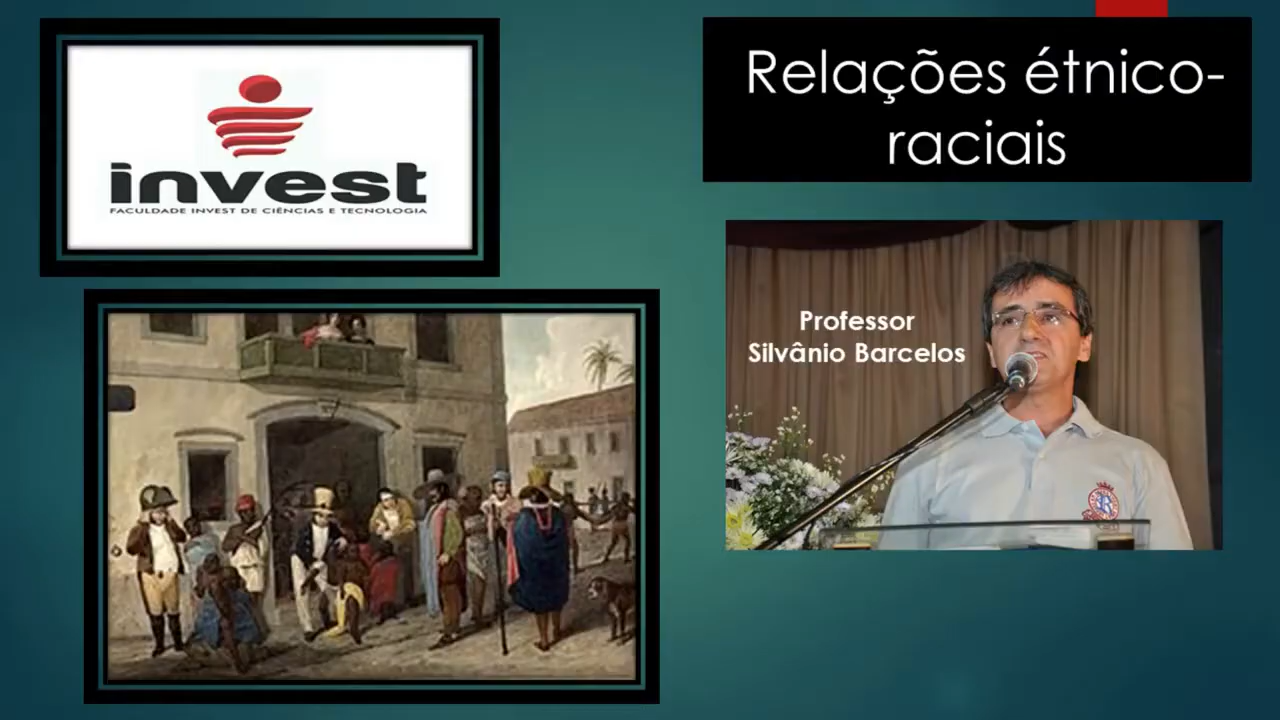 invest
FACULDADE INVEST DE CIÊNCIAS E TECNOLOGIA
Relações étnico-
raciais
Professor
Silvânio Barcelos